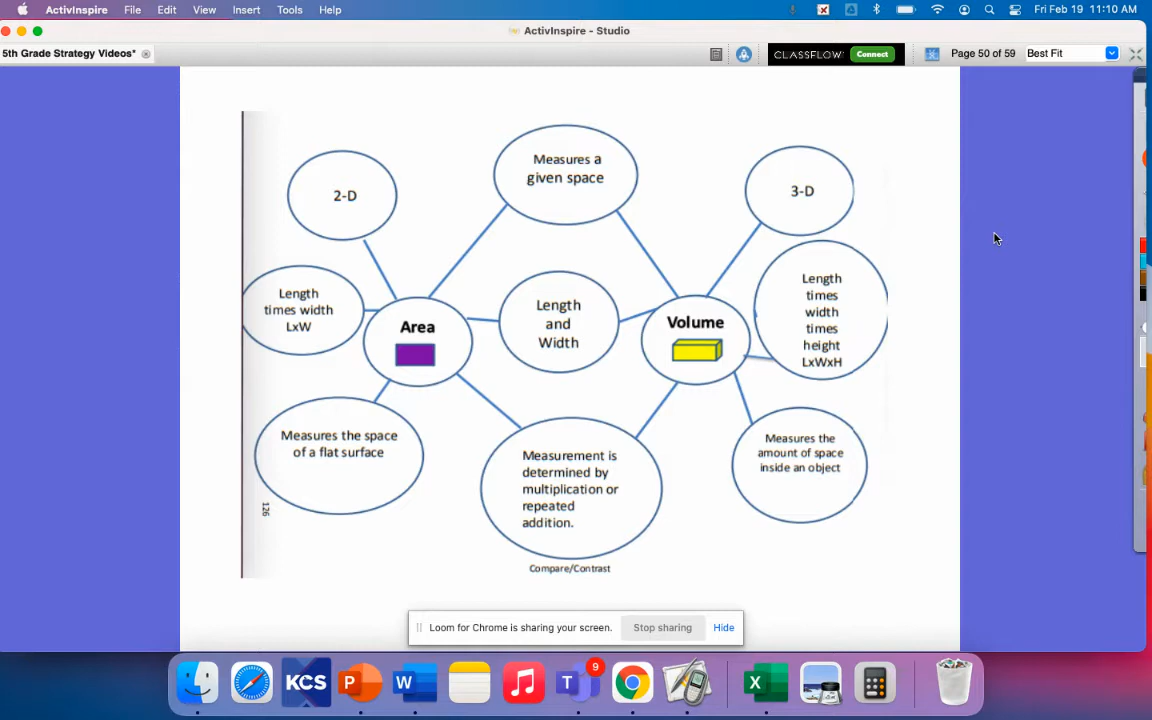 ActivInspire File Edit View Insert Tools Help Fri Feb 19 11:10 AM
ActivInspire - Studio
5th Grade Strategy Videos* CLASSFLOW Connect Page 50 of 59 Best Fit
2-D
Measures a
given space
3-D
Length
times width
LxW
Area
Length
and
Width
Volume
Length
times
width
times
height
LxWxH
Measures the space
of a flat surface
Measurement is
determined by
multiplication or
repeated
addition.
Measures the
amount of space
inside an object
126
Compare/Contrast
Loom for Chrome is sharing your screen. Stop sharing Hide
KCS P W T 9 X